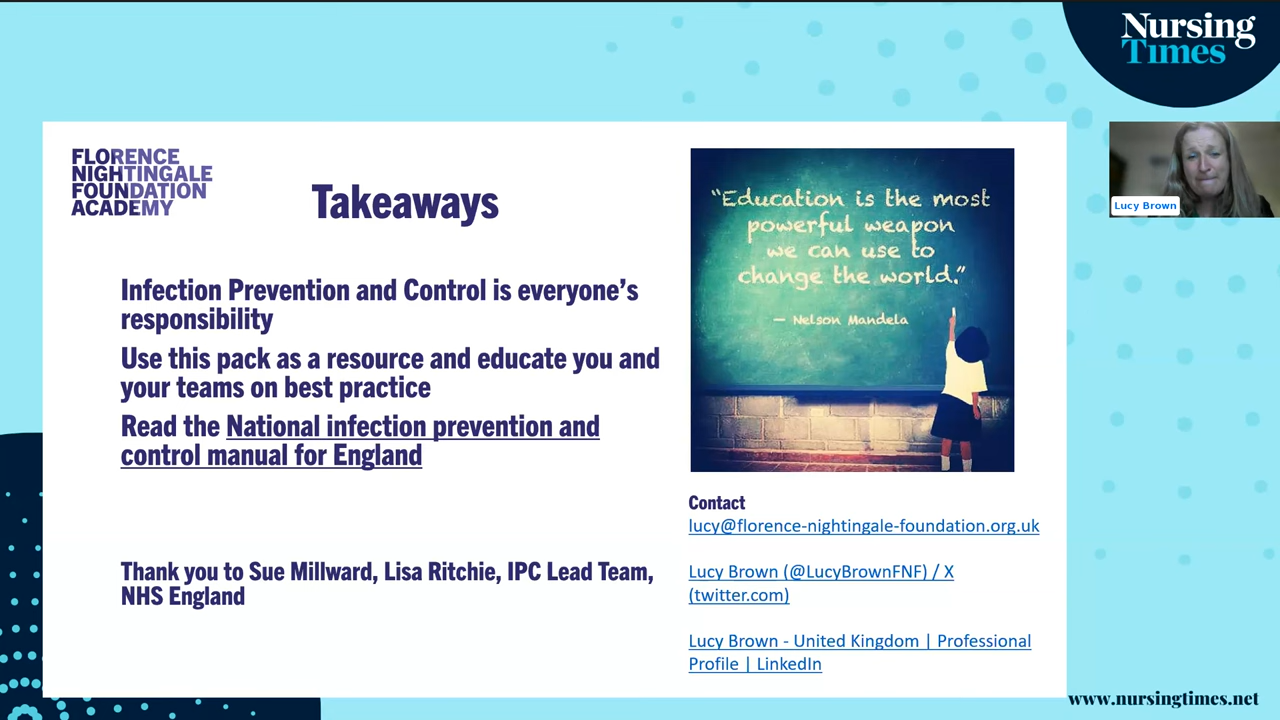 Nursing
Times
FLORENCE
NIGHTINGALE
FOUNDATION
ACADEMY
Takeaways
Infection Prevention and Control is everyone's
responsibility
Use this pack as a resource and educate you and
your teams on best practice
Read the National infection prevention and
control manual for England
Thank you to Sue Millward, Lisa Ritchie, IPC Lead Team,
NHS England
“Education is the most
powerful weapon
we can use to
change the world.”
— Nelson Mandela
Contact
lucy@florence-nightingale-foundation.org.uk
Lucy Brown (@LucyBrownFNF) / X
(twitter.com)
Lucy Brown - United Kingdom | Professional
Profile | LinkedIn
Lucy Brown
www.nursingtimes.net